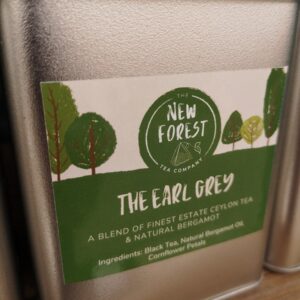 THE
NEW
FOREST
TEA COMPANY
THE EARL GREY
A BLEND OF FINEST ESTATE CEYLON TEA
& NATURAL BERGAMOT
Ingredients: Black Tea, Natural Bergamot Oil,
Cornflower Petals